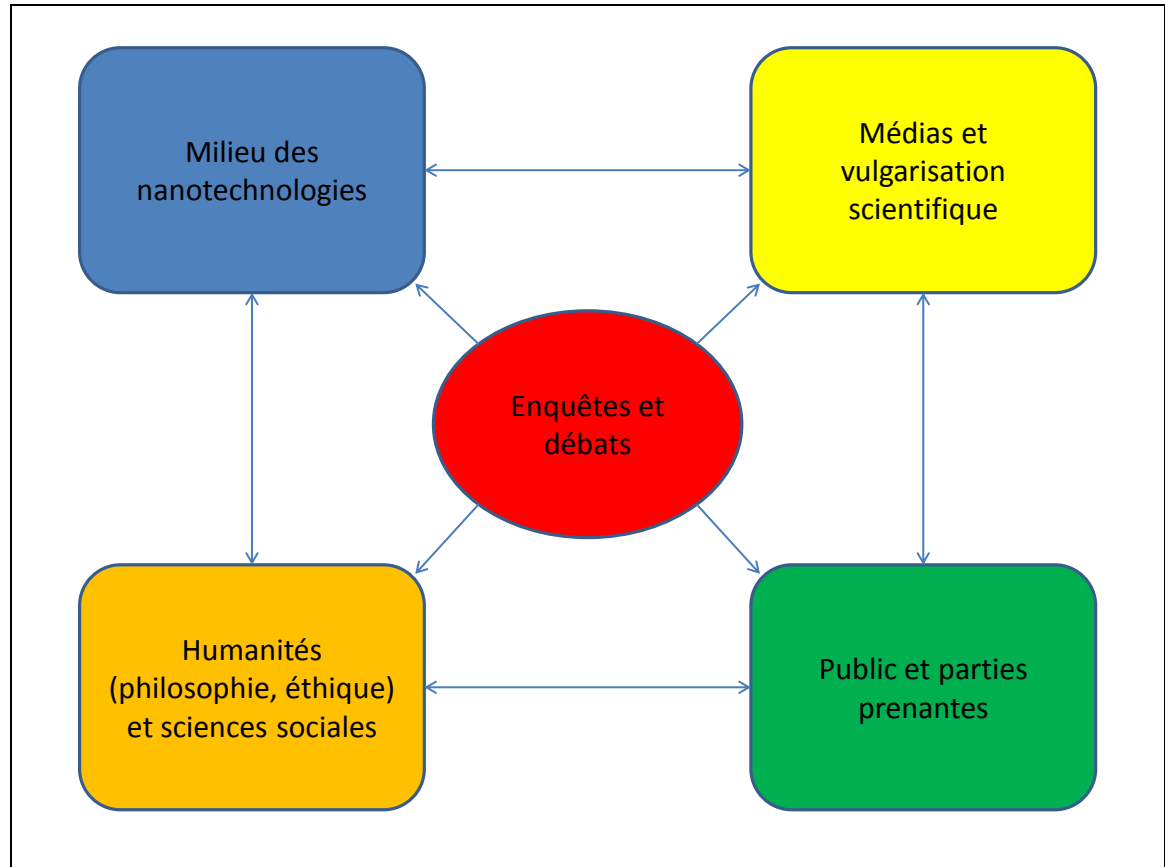 Milieu des
nanotechnologies
Médias et
vulgarisation
scientifique
Enquêtes et
débats
Humanités
(philosophie, éthique)
et sciences sociales
Public et parties
prenantes